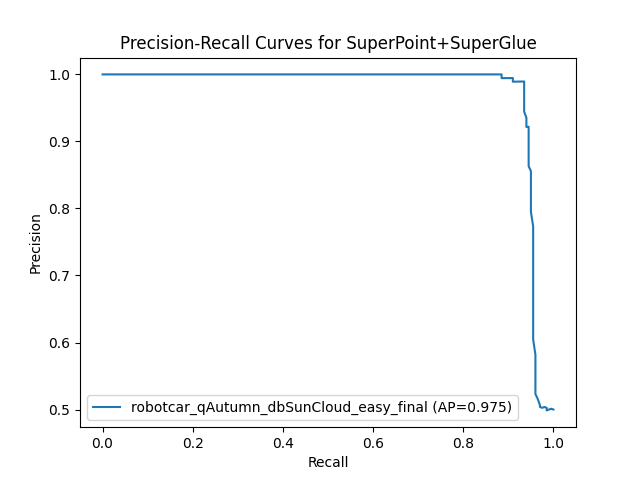 Precision-Recall Curves for SuperPoint+SuperGlue
1.0
0.9
0.8
0.7
0.6
0.5
Precision
robotcar_qAutumn_dbSunCloud_easy_final (AP=0.975)
0.0 0.2 0.4 0.6 0.8 1.0
Recall